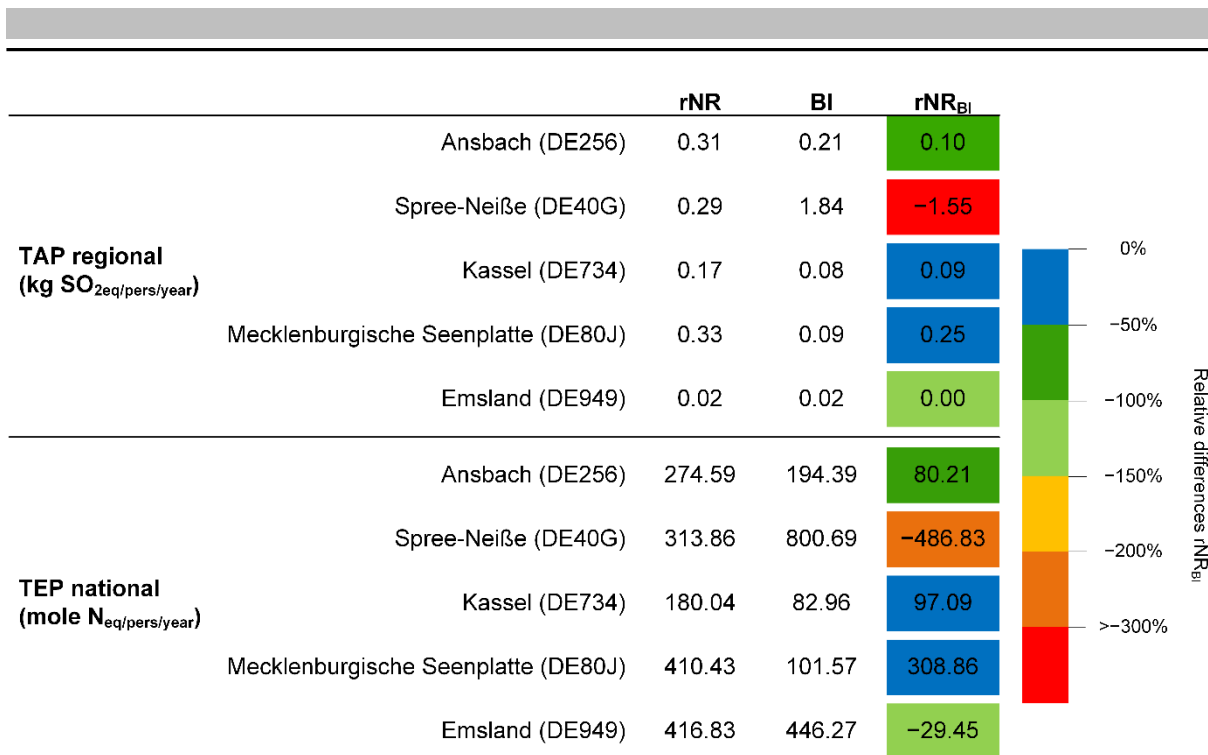 rNR BI rNR_BI
Ansbach (DE256) 0.31 0.21 0.10
Spree-Neiße (DE40G) 0.29 1.84 −1.55
TAP regional
(kg SO2eq/pers/year)
Kassel (DE734) 0.17 0.08 0.09
Mecklenburgische Seenplatte (DE80J) 0.33 0.09 0.25
Emsland (DE949) 0.02 0.02 0.00
Ansbach (DE256) 274.59 194.39 80.21
Spree-Neiße (DE40G) 313.86 800.69 −486.83
TEP national
(mole Neq/pers/year)
Kassel (DE734) 180.04 82.96 97.09
Mecklenburgische Seenplatte (DE80J) 410.43 101.57 308.86
Emsland (DE949) 416.83 446.27 −29.45
0%
−50%
−100%
−150%
−200%
>−300%
Relative differences rNR_BI